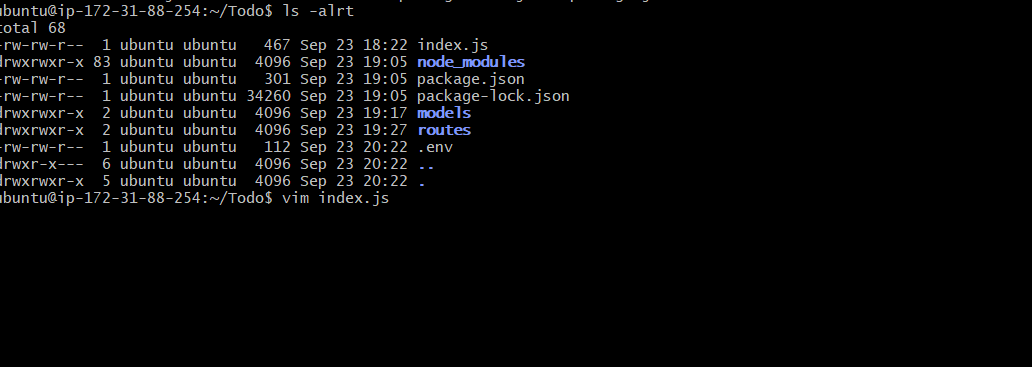 ubuntu@ip-172-31-88-254:~/Todo$ ls -alrt
total 68
-rw-rw-r-- 1 ubuntu ubuntu 467 Sep 23 18:22 index.js
drwxrwxr-x 83 ubuntu ubuntu 4096 Sep 23 19:05 node_modules
-rw-rw-r-- 1 ubuntu ubuntu 301 Sep 23 19:05 package.json
-rw-rw-r-- 1 ubuntu ubuntu 34260 Sep 23 19:05 package-lock.json
drwxrwxr-x 2 ubuntu ubuntu 4096 Sep 23 19:17 models
drwxrwxr-x 2 ubuntu ubuntu 4096 Sep 23 19:27 routes
-rw-rw-r-- 1 ubuntu ubuntu 112 Sep 23 20:22 .env
drwxr-x--- 6 ubuntu ubuntu 4096 Sep 23 20:22 ..
drwxrwxr-x 5 ubuntu ubuntu 4096 Sep 23 20:22 .
ubuntu@ip-172-31-88-254:~/Todo$ vim index.js